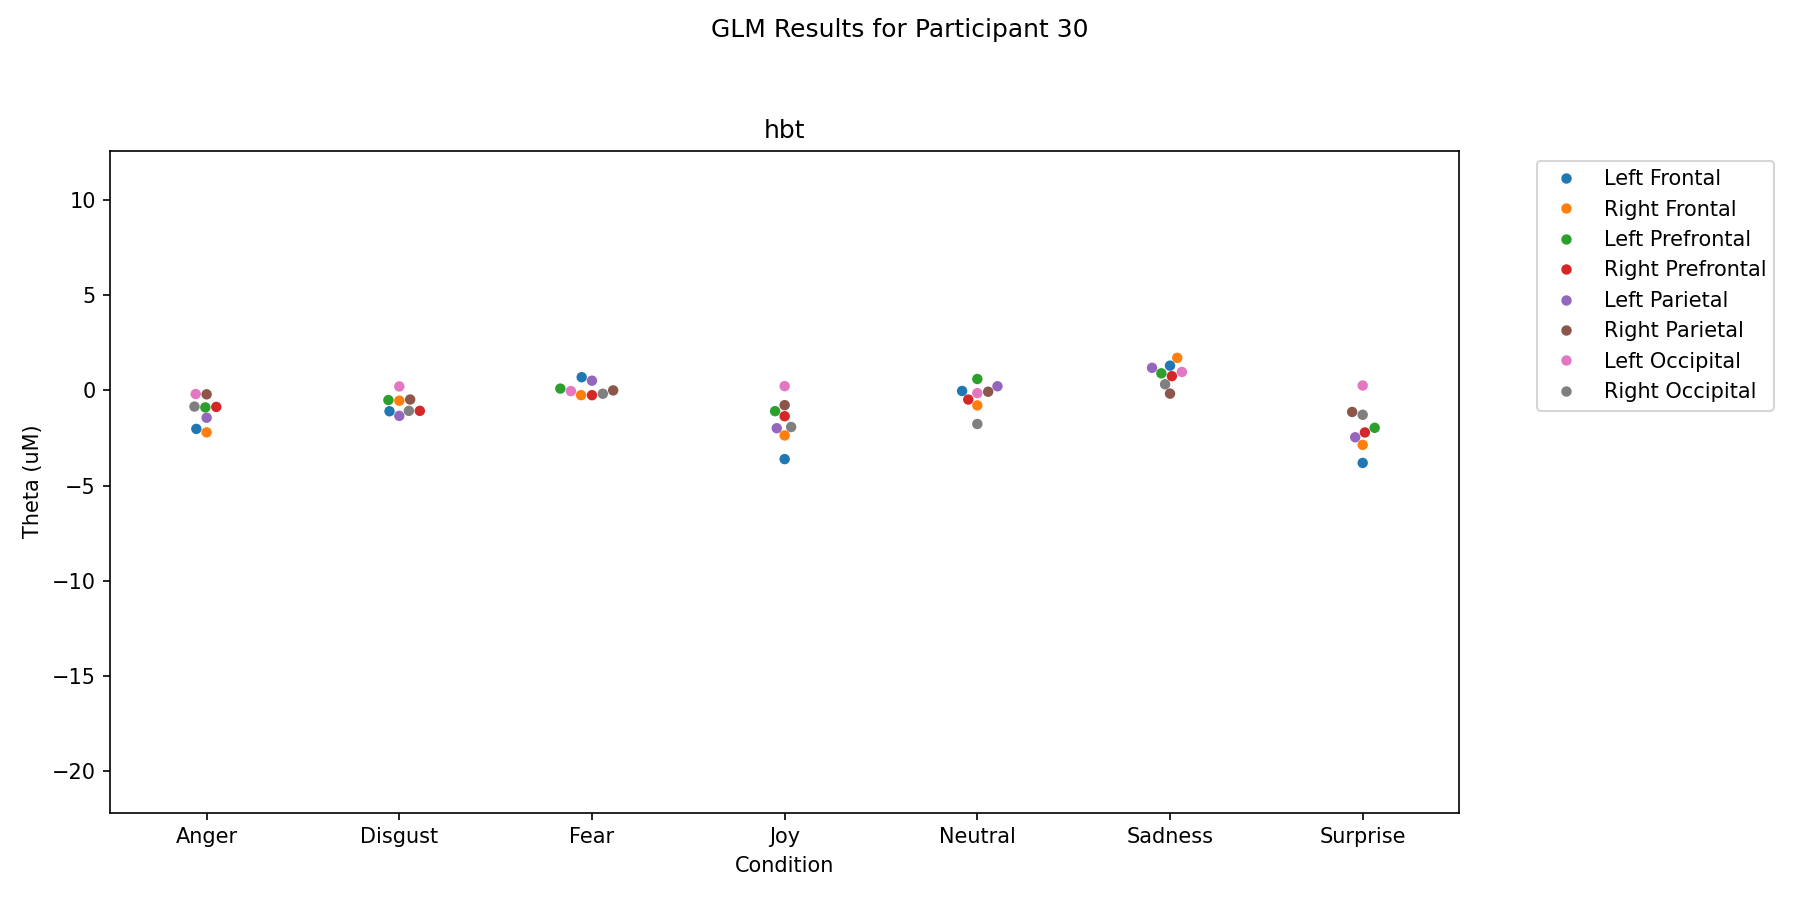 GLM Results for Participant 30
hbt
Theta (uM)
10
5
0
−5
−10
−15
−20
Anger
Disgust
Fear
Joy
Neutral
Sadness
Surprise
Condition
Left Frontal
Right Frontal
Left Prefrontal
Right Prefrontal
Left Parietal
Right Parietal
Left Occipital
Right Occipital